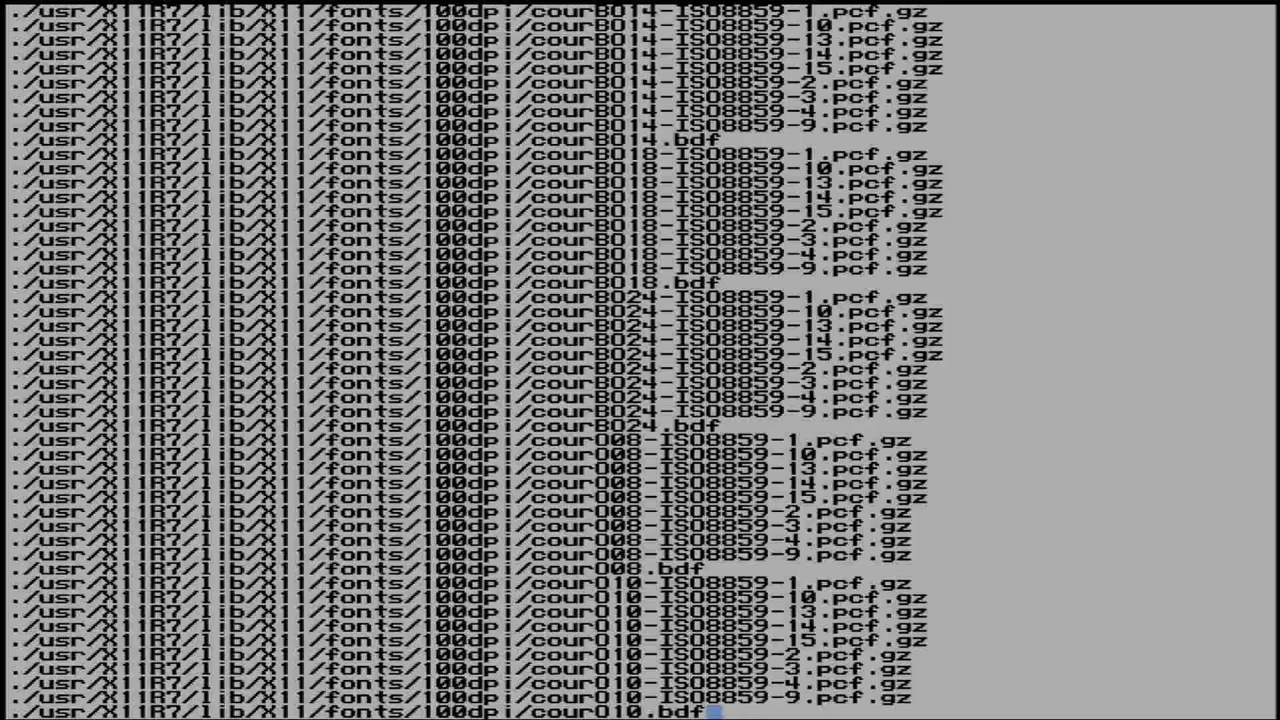 ./usr/X11R7/lib/X11/fonts/100dpi/courBO14-ISO8859-1.pcf.gz
./usr/X11R7/lib/X11/fonts/100dpi/courBO14-ISO8859-10.pcf.gz
./usr/X11R7/lib/X11/fonts/100dpi/courBO14-ISO8859-13.pcf.gz
./usr/X11R7/lib/X11/fonts/100dpi/courBO14-ISO8859-14.pcf.gz
./usr/X11R7/lib/X11/fonts/100dpi/courBO14-ISO8859-15.pcf.gz
./usr/X11R7/lib/X11/fonts/100dpi/courBO14-ISO8859-2.pcf.gz
./usr/X11R7/lib/X11/fonts/100dpi/courBO14-ISO8859-3.pcf.gz
./usr/X11R7/lib/X11/fonts/100dpi/courBO14-ISO8859-4.pcf.gz
./usr/X11R7/lib/X11/fonts/100dpi/courBO14-ISO8859-9.pcf.gz
./usr/X11R7/lib/X11/fonts/100dpi/courBO14.bdf
./usr/X11R7/lib/X11/fonts/100dpi/courBO18-ISO8859-1.pcf.gz
./usr/X11R7/lib/X11/fonts/100dpi/courBO18-ISO8859-10.pcf.gz
./usr/X11R7/lib/X11/fonts/100dpi/courBO18-ISO8859-13.pcf.gz
./usr/X11R7/lib/X11/fonts/100dpi/courBO18-ISO8859-14.pcf.gz
./usr/X11R7/lib/X11/fonts/100dpi/courBO18-ISO8859-15.pcf.gz
./usr/X11R7/lib/X11/fonts/100dpi/courBO18-ISO8859-2.pcf.gz
./usr/X11R7/lib/X11/fonts/100dpi/courBO18-ISO8859-3.pcf.gz
./usr/X11R7/lib/X11/fonts/100dpi/courBO18-ISO8859-4.pcf.gz
./usr/X11R7/lib/X11/fonts/100dpi/courBO18-ISO8859-9.pcf.gz
./usr/X11R7/lib/X11/fonts/100dpi/courBO18.bdf
./usr/X11R7/lib/X11/fonts/100dpi/courBO24-ISO8859-1.pcf.gz
./usr/X11R7/lib/X11/fonts/100dpi/courBO24-ISO8859-10.pcf.gz
./usr/X11R7/lib/X11/fonts/100dpi/courBO24-ISO8859-13.pcf.gz
./usr/X11R7/lib/X11/fonts/100dpi/courBO24-ISO8859-14.pcf.gz
./usr/X11R7/lib/X11/fonts/100dpi/courBO24-ISO8859-15.pcf.gz
./usr/X11R7/lib/X11/fonts/100dpi/courBO24-ISO8859-2.pcf.gz
./usr/X11R7/lib/X11/fonts/100dpi/courBO24-ISO8859-3.pcf.gz
./usr/X11R7/lib/X11/fonts/100dpi/courBO24-ISO8859-4.pcf.gz
./usr/X11R7/lib/X11/fonts/100dpi/courBO24-ISO8859-9.pcf.gz
./usr/X11R7/lib/X11/fonts/100dpi/courBO24.bdf
./usr/X11R7/lib/X11/fonts/100dpi/courO08-ISO8859-1.pcf.gz
./usr/X11R7/lib/X11/fonts/100dpi/courO08-ISO8859-10.pcf.gz
./usr/X11R7/lib/X11/fonts/100dpi/courO08-ISO8859-13.pcf.gz
./usr/X11R7/lib/X11/fonts/100dpi/courO08-ISO8859-14.pcf.gz
./usr/X11R7/lib/X11/fonts/100dpi/courO08-ISO8859-15.pcf.gz
./usr/X11R7/lib/X11/fonts/100dpi/courO08-ISO8859-2.pcf.gz
./usr/X11R7/lib/X11/fonts/100dpi/courO08-ISO8859-3.pcf.gz
./usr/X11R7/lib/X11/fonts/100dpi/courO08-ISO8859-4.pcf.gz
./usr/X11R7/lib/X11/fonts/100dpi/courO08-ISO8859-9.pcf.gz
./usr/X11R7/lib/X11/fonts/100dpi/courO08.bdf
./usr/X11R7/lib/X11/fonts/100dpi/courO10-ISO8859-1.pcf.gz
./usr/X11R7/lib/X11/fonts/100dpi/courO10-ISO8859-10.pcf.gz
./usr/X11R7/lib/X11/fonts/100dpi/courO10-ISO8859-13.pcf.gz
./usr/X11R7/lib/X11/fonts/100dpi/courO10-ISO8859-14.pcf.gz
./usr/X11R7/lib/X11/fonts/100dpi/courO10-ISO8859-15.pcf.gz
./usr/X11R7/lib/X11/fonts/100dpi/courO10-ISO8859-2.pcf.gz
./usr/X11R7/lib/X11/fonts/100dpi/courO10-ISO8859-3.pcf.gz
./usr/X11R7/lib/X11/fonts/100dpi/courO10-ISO8859-4.pcf.gz
./usr/X11R7/lib/X11/fonts/100dpi/courO10-ISO8859-9.pcf.gz
./usr/X11R7/lib/X11/fonts/100dpi/courO10.bdf